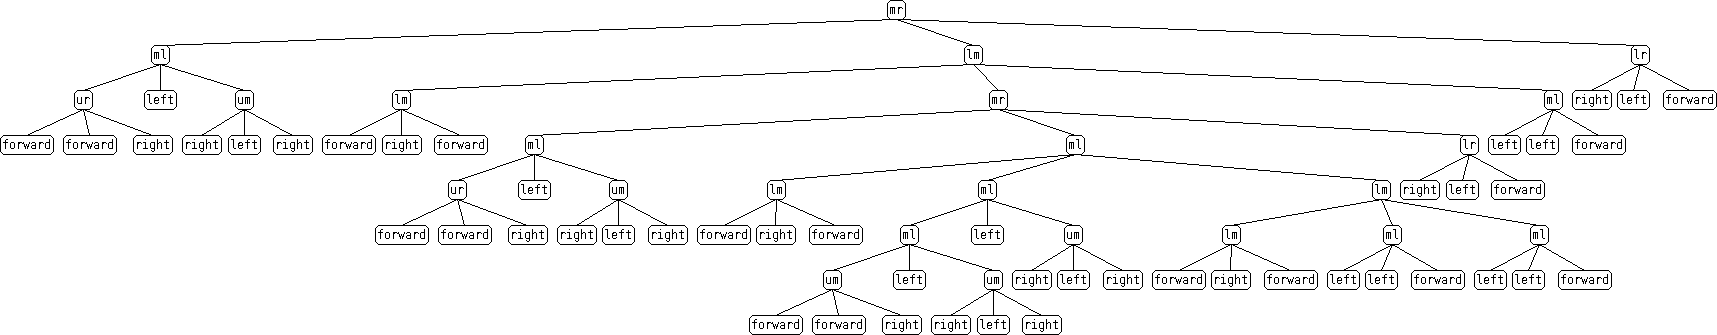 mr
ml lm lr
ur left um lm mr ml right left forward
forward forward right right left right forward right forward ml ml lr left left forward
ur left um lm ml lm right left forward
forward forward right right left right forward right forward ml left um lm ml ml
um left um right left right forward right forward left left forward left left forward
forward forward right right left right